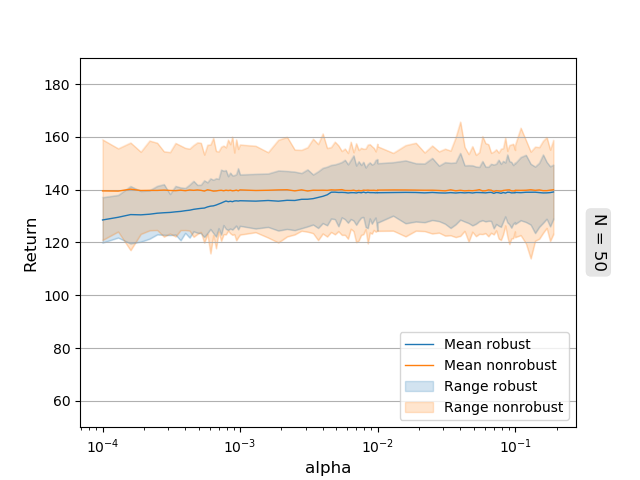 180
160
140
120
100
80
60
Return
10⁻⁴
10⁻³
10⁻²
10⁻¹
alpha
N = 50
Mean robust
Mean nonrobust
Range robust
Range nonrobust